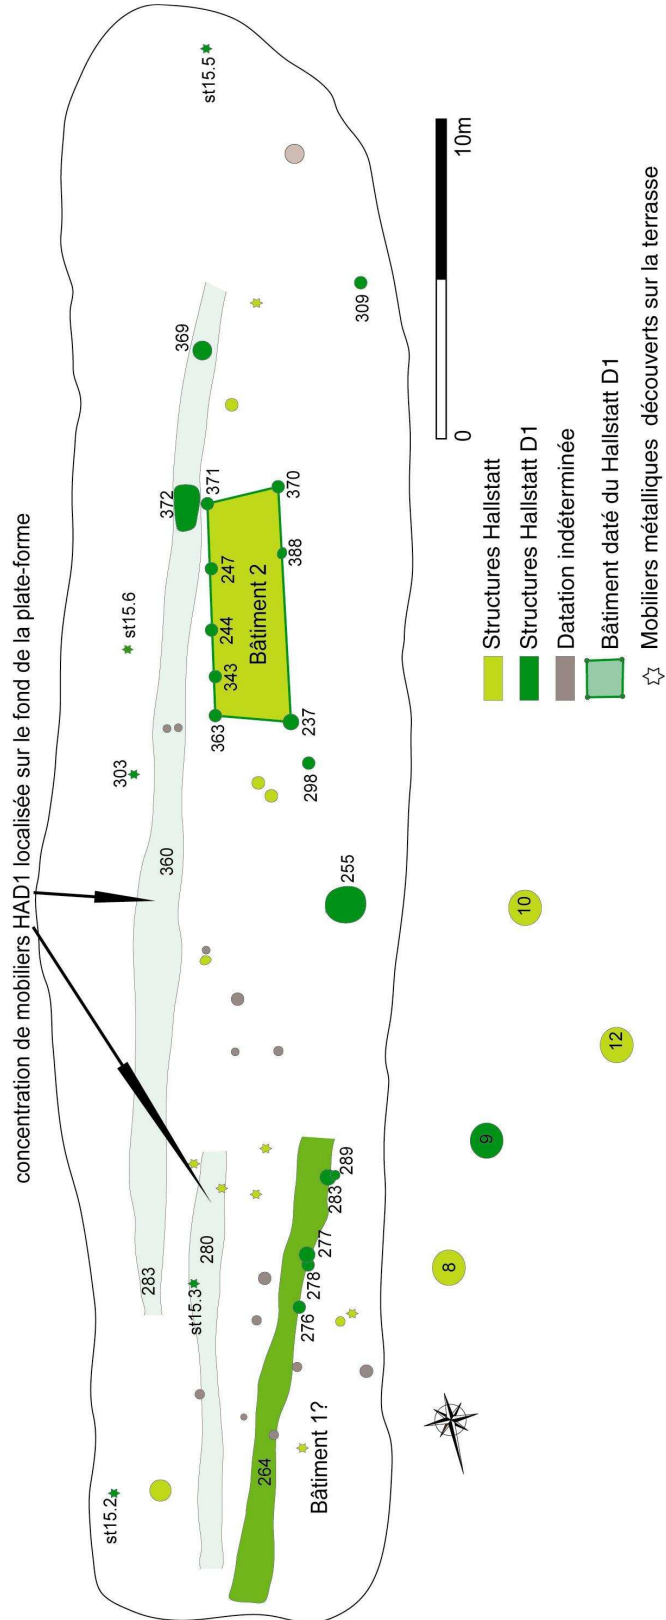 concentration de mobiliers HAD1 localisée sur le fond de la plate-forme
st15.2
st15.3
303
st15.6
st15.5
283
360
372
369
280
264
276
278
277
283
289
Bâtiment 1?
363
343
244
247
371
Bâtiment 2
237
388
370
298
255
309
8
9
12
10
0
10m
Structures Hallstatt
Structures Hallstatt D1
Datation indéterminée
Bâtiment daté du Hallstatt D1
Mobiliers métalliques découverts sur la terrasse